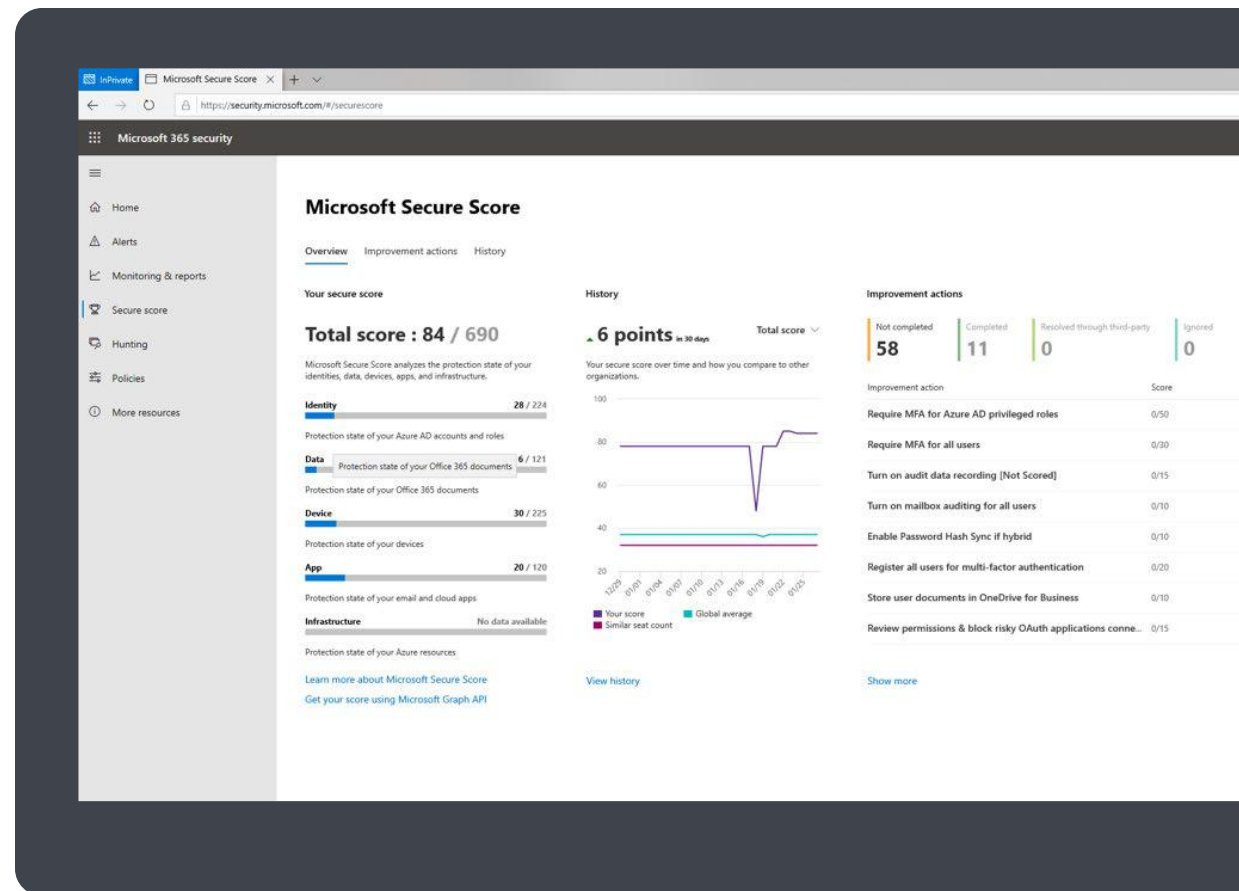 InPrivate
Microsoft Secure Score
https://security.microsoft.com/#/securescore
Microsoft 365 security
Home
Alerts
Monitoring & reports
Secure score
Hunting
Policies
More resources
Microsoft Secure Score
Overview Improvement actions History
Your secure score
Total score : 84 / 690
Microsoft Secure Score analyzes the protection state of your
identities, data, devices, apps, and infrastructure.
Identity 28 / 224
Protection state of your Azure AD accounts and roles
Data 6 / 121
Protection state of your Office 365 documents
Protection state of your Office 365 documents
Device 30 / 225
Protection state of your devices
App 20 / 120
Protection state of your email and cloud apps
Infrastructure No data available
Protection state of your Azure resources
Learn more about Microsoft Secure Score
Get your score using Microsoft Graph API
History
6 points in 30 days Total score
Your secure score over time and how you compare to other
organizations.
100
80
60
40
20
12/29 01/01 01/04 01/07 01/10 01/13 01/16 01/19 01/22 01/25
Your score Global average
Similar seat count
View history
Improvement actions
Not completed Completed Resolved through third-party Ignored
58 11 0 0
Improvement action Score
Require MFA for Azure AD privileged roles 0/50
Require MFA for all users 0/30
Turn on audit data recording [Not Scored] 0/15
Turn on mailbox auditing for all users 0/10
Enable Password Hash Sync if hybrid 0/10
Register all users for multi-factor authentication 0/20
Store user documents in OneDrive for Business 0/10
Review permissions & block risky OAuth applications conne... 0/15
Show more